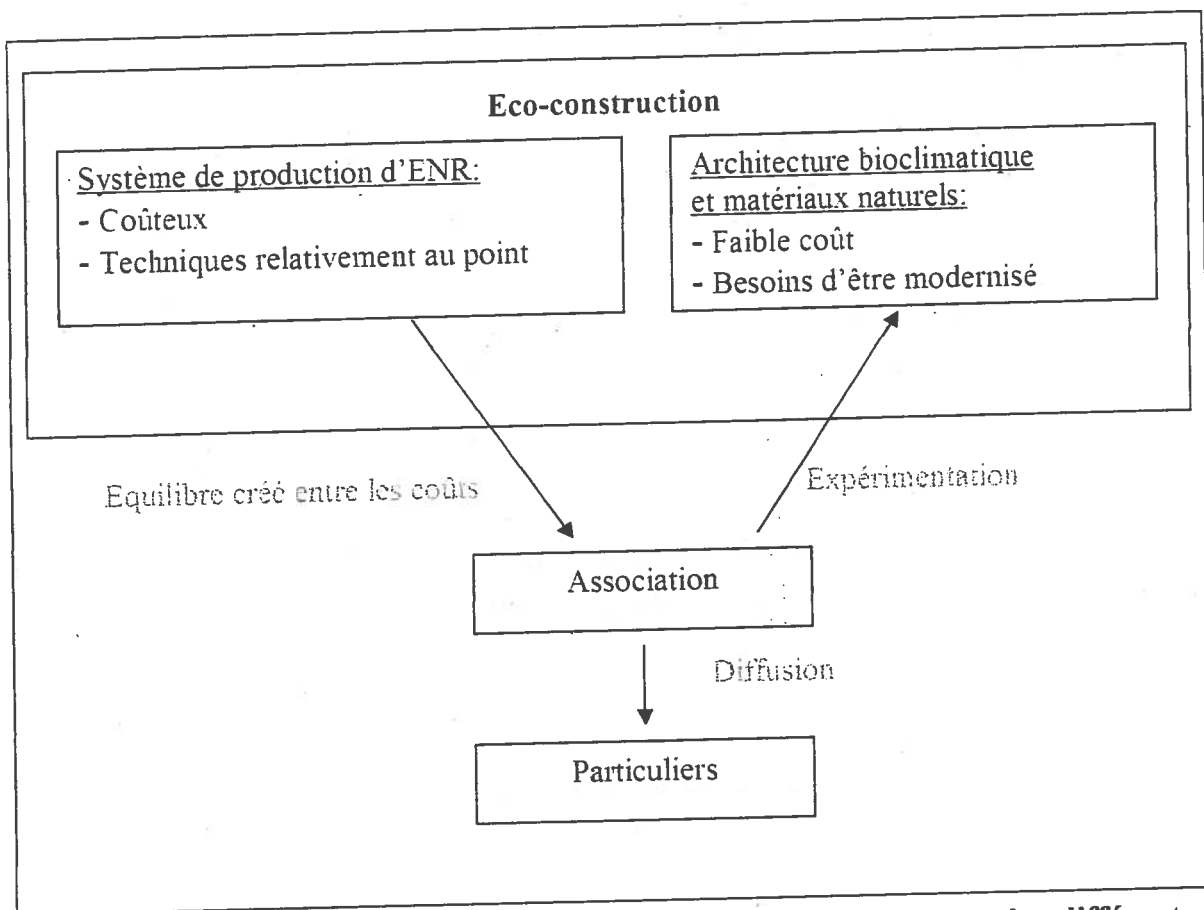 Eco-construction
Système de production d'ENR:
- Coûteux
- Techniques relativement au point
Architecture bioclimatique
et matériaux naturels:
- Faible coût
- Besoins d'être modernisé
Equilibre créé entre les coûts
Expérimentation
Association
Diffusion
Particuliers